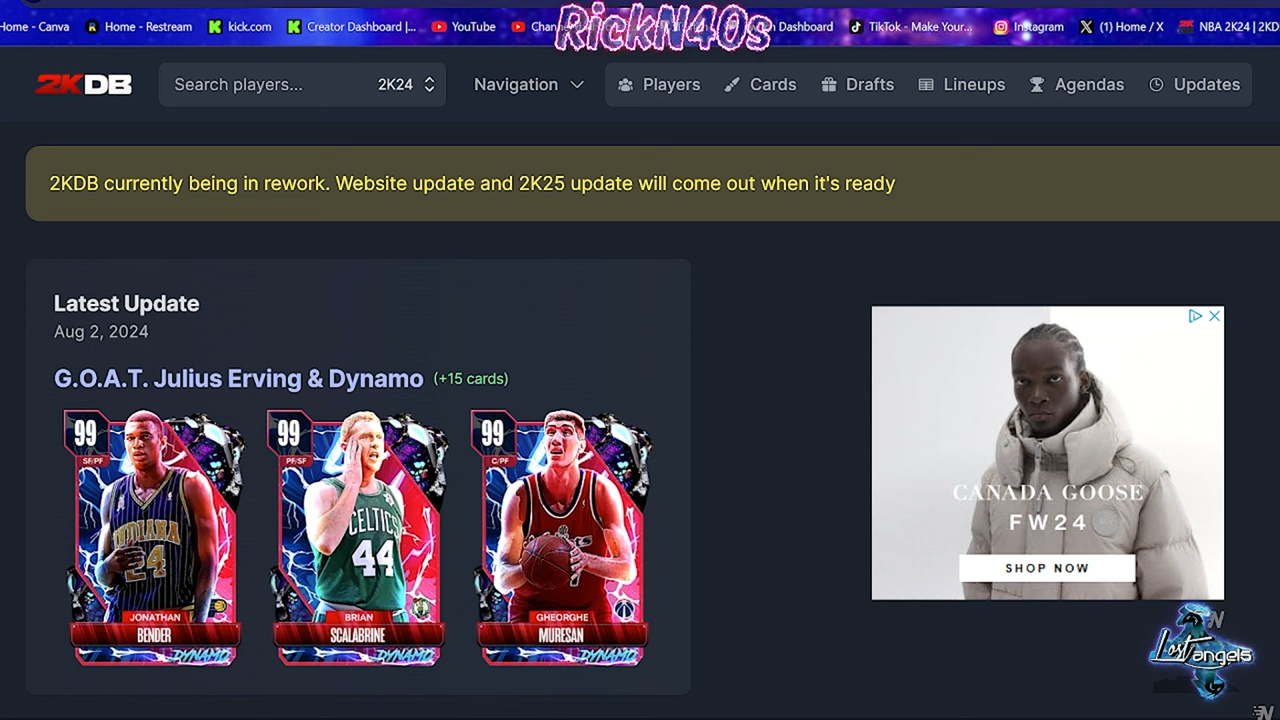 Home - Canva Home - Restream kick.com Creator Dashboard |... YouTube Chan Dashboard TikTok - Make Your... Instagram (1) Home / X NBA 2K24 | 2KD
RickN40s
2KDB Search players... 2K24 Navigation Players Cards Drafts Lineups Agendas Updates
2KDB currently being in rework. Website update and 2K25 update will come out when it's ready
Latest Update
Aug 2, 2024
G.O.A.T. Julius Erving & Dynamo (+15 cards)
99 99 99
SF/PF PF/SF C/PF
INDIANA CELTICS
24 44
JONATHAN BRIAN GHEORGHE
BENDER SCALABRINE MURESAN
DYNAMO DYNAMO DYNAMO
CANADA GOOSE
FW24
SHOP NOW
Lost angels